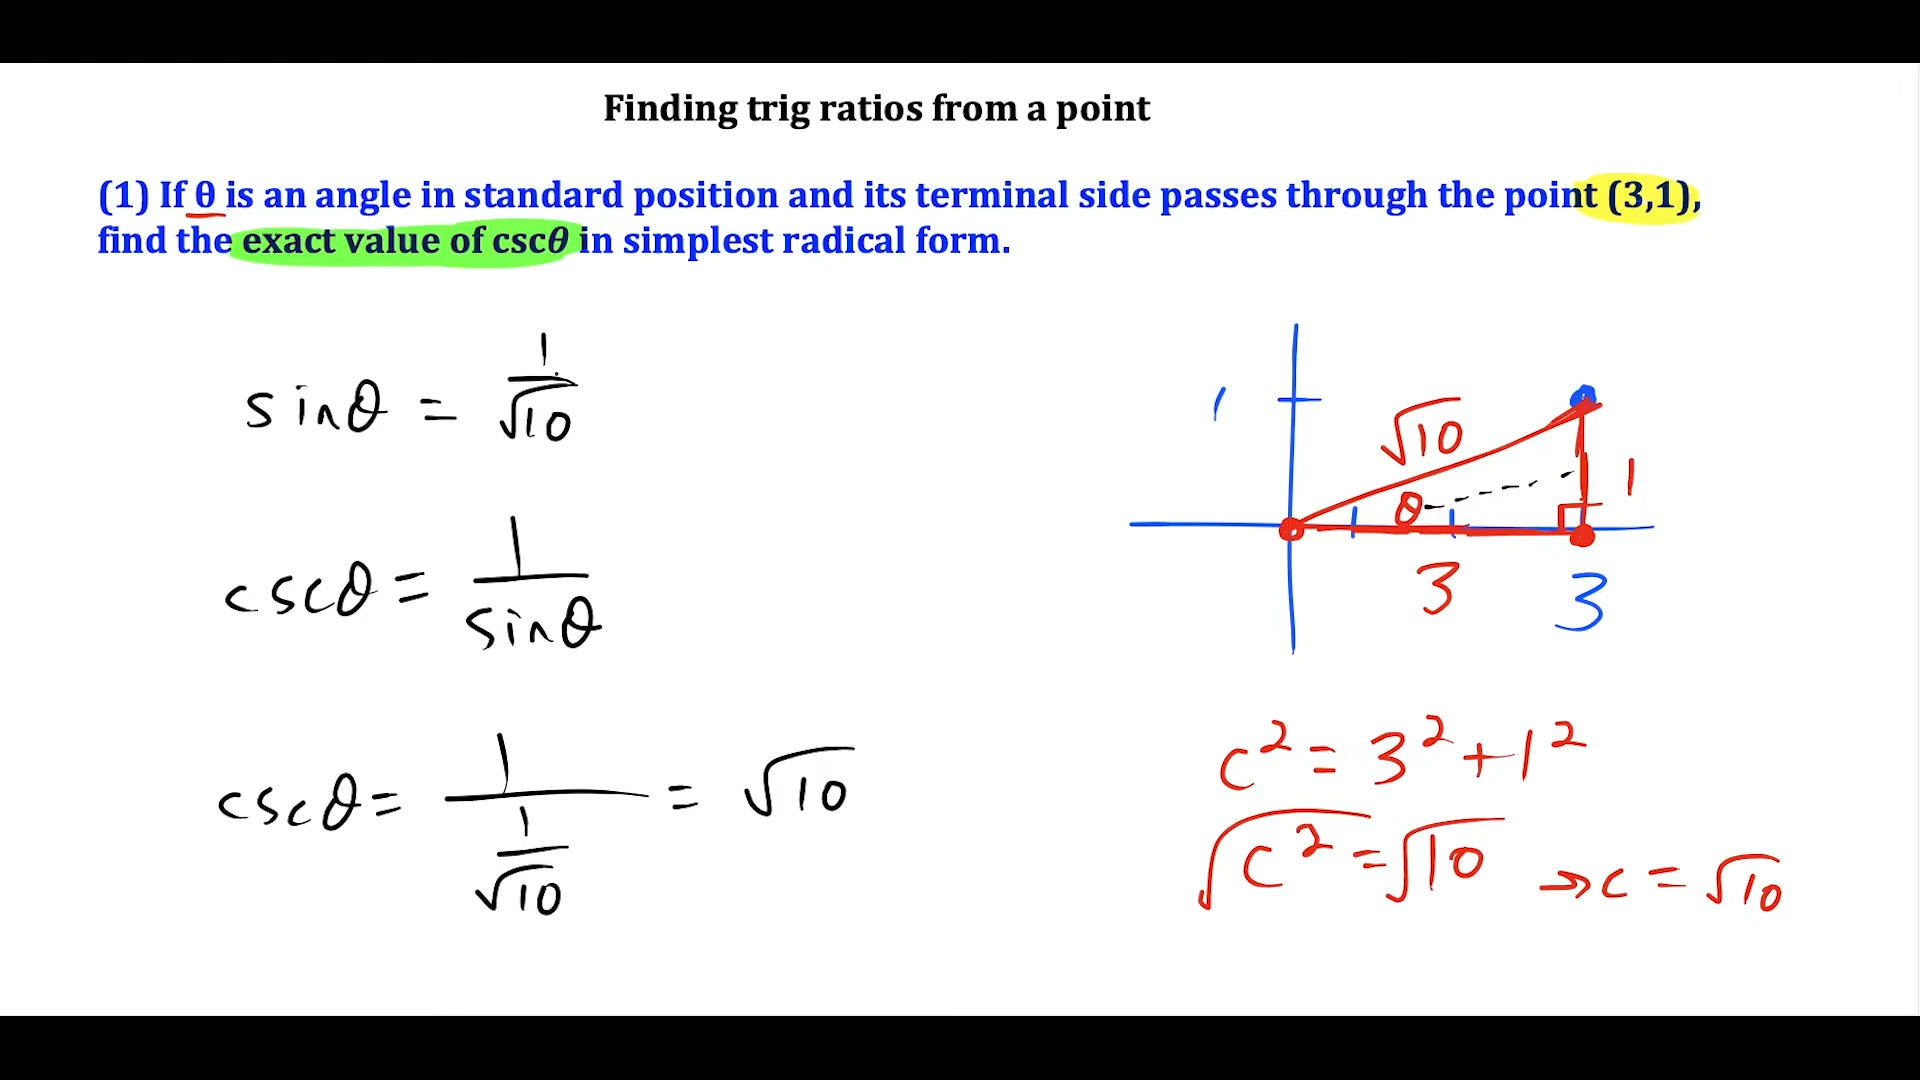 Finding trig ratios from a point
(1) If θ is an angle in standard position and its terminal side passes through the point (3,1),
find the exact value of cscθ in simplest radical form.
sinθ = 1/√10
cscθ = 1/sinθ
cscθ = 1/(1/√10) = √10
1
√10
θ
1
3
3
c² = 3² + 1²
√c² = √10 → c = √10